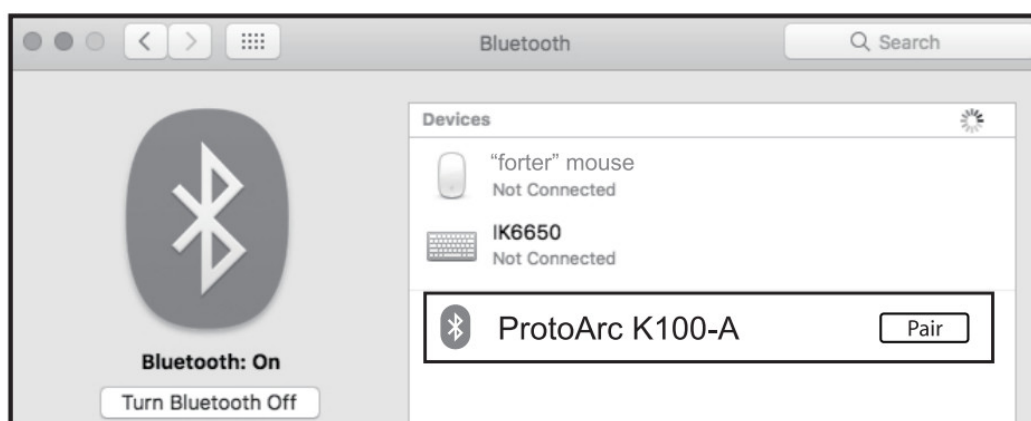 Bluetooth
Search
Devices
“forter” mouse
Not Connected
IK6650
Not Connected
ProtoArc K100-A
Pair
Bluetooth: On
Turn Bluetooth Off